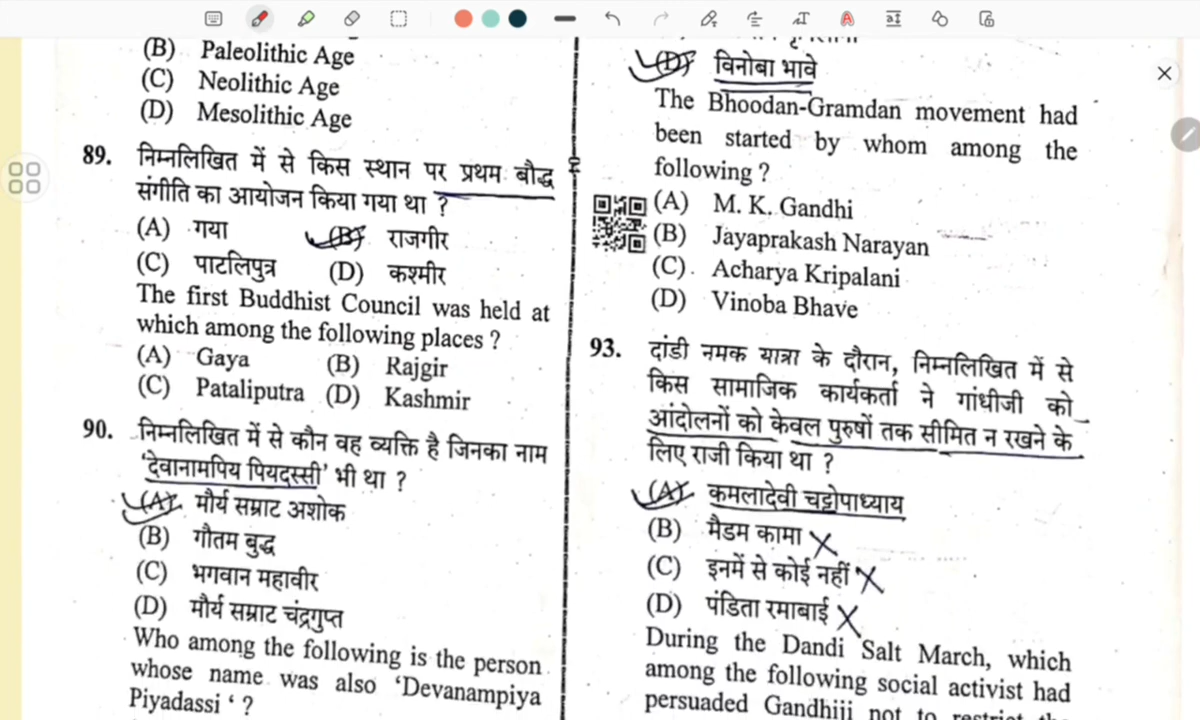 (B) Paleolithic Age
(C) Neolithic Age
(D) Mesolithic Age
89. निम्नलिखित में से किस स्थान पर प्रथम बौद्ध
संगीति का आयोजन किया गया था ?
(A) गया (B) राजगीर
(C) पाटलिपुत्र (D) कश्मीर
The first Buddhist Council was held at
which among the following places ?
(A) Gaya (B) Rajgir
(C) Pataliputra (D) Kashmir
90. निम्नलिखित में से कौन वह व्यक्ति है जिनका नाम
'देवानामपिय पियदस्सी' भी था ?
(A) मौर्य सम्राट अशोक
(B) गौतम बुद्ध
(C) भगवान महावीर
(D) मौर्य सम्राट चंद्रगुप्त
Who among the following is the person
whose name was also 'Devanampiya
Piyadassi ' ?
(D) विनोबा भावे
The Bhoodan-Gramdan movement had
been started by whom among the
following ?
(A) M. K. Gandhi
(B) Jayaprakash Narayan
(C) Acharya Kripalani
(D) Vinoba Bhave
93. दांडी नमक यात्रा के दौरान, निम्नलिखित में से
किस सामाजिक कार्यकर्ता ने गांधीजी को
आंदोलनों को केवल पुरुषों तक सीमित न रखने के
लिए राजी किया था ?
(A) कमलादेवी चट्टोपाध्याय
(B) मैडम कामा
(C) इनमें से कोई नहीं
(D) पंडिता रमाबाई
During the Dandi Salt March, which
among the following social activist had
persuaded Gandhiji not to restrict